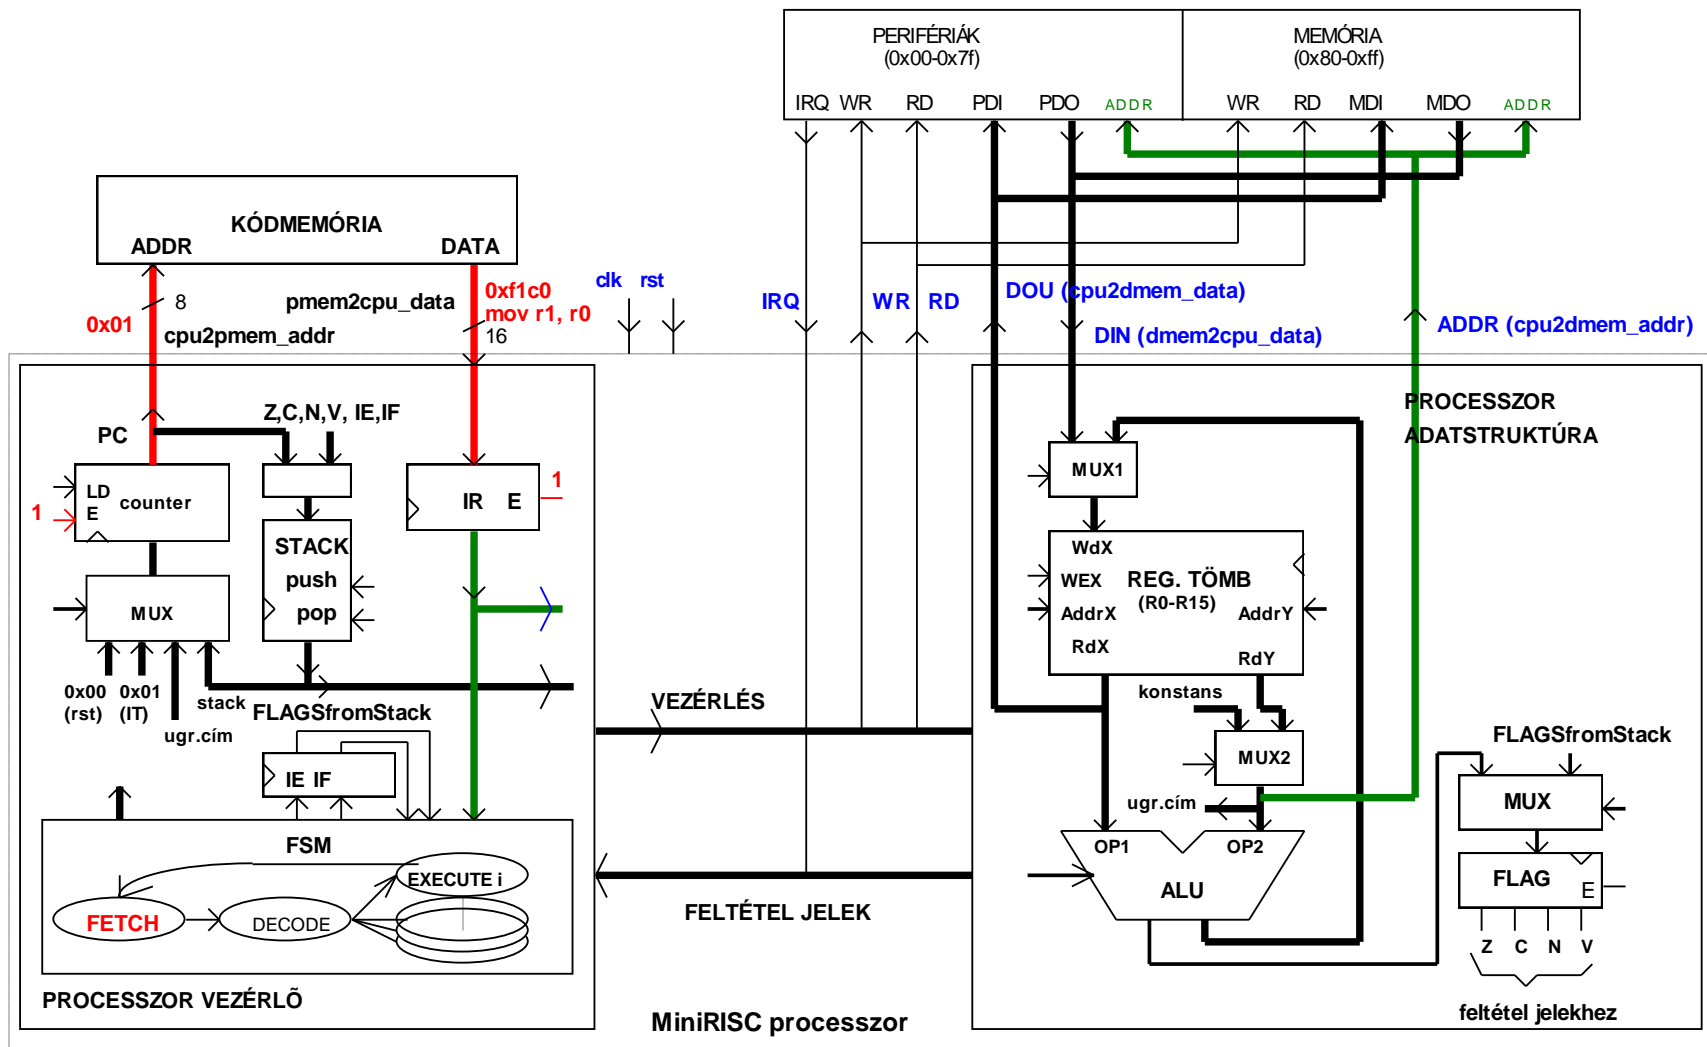 PERIFÉRIÁK
(0x00-0x7f)
MEMÓRIA
(0x80-0xff)
IRQ WR RD PDI PDO ADDR
WR RD MDI MDO ADDR
KÓDMEMÓRIA
ADDR DATA
0x01
8
cpu2pmem_addr
pmem2cpu_data
0xf1c0
mov r1, r0
16
clk rst
IRQ
WR RD
DOU (cpu2dmem_data)
DIN (dmem2cpu_data)
ADDR (cpu2dmem_addr)
PC
Z,C,N,V, IE,IF
LD
E
counter
1
IR E
1
STACK
push
pop
MUX
0x00
(rst)
0x01
(IT)
ugr.cím
stack
FLAGSfromStack
IE IF
FSM
FETCH
DECODE
EXECUTE i
PROCESSZOR VEZÉRLÕ
VEZÉRLÉS
FELTÉTEL JELEK
MiniRISC processzor
PROCESSZOR
ADATSTRUKTÚRA
MUX1
WdX
WEX
REG. TÖMB
(R0-R15)
AddrX
AddrY
RdX
RdY
konstans
MUX2
ugr.cím
OP1 OP2
ALU
FLAGSfromStack
MUX
FLAG
E
Z C N V
feltétel jelekhez